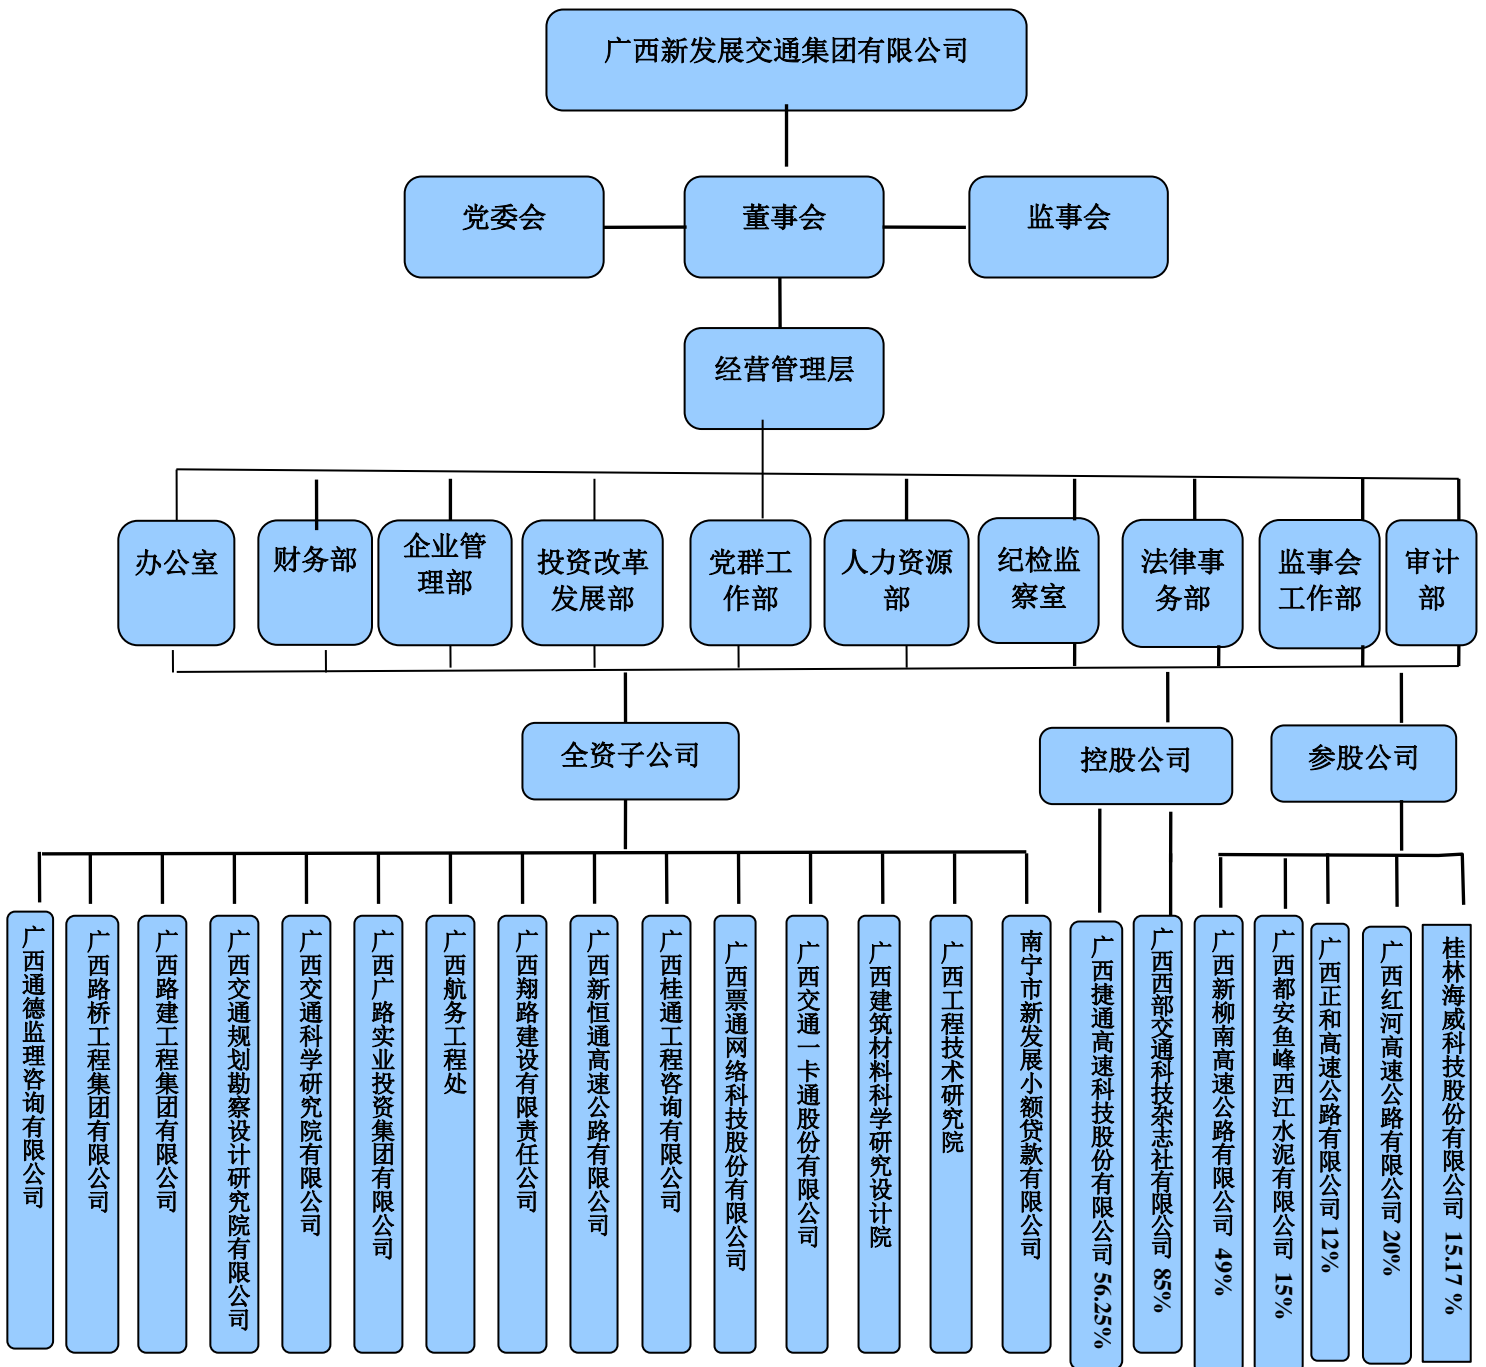 广西新发展交通集团有限公司
党委会
董事会
监事会
经营管理层
办公室
财务部
企业管
理部
投资改革
发展部
党群工
作部
人力资源
部
纪检监
察室
法律事
务部
监事会
工作部
审计
部
全资子公司
控股公司
参股公司
广西通德监理咨询有限公司
广西路桥工程集团有限公司
广西路建工程集团有限公司
广西交通规划勘察设计研究院有限公司
广西交通科学研究院有限公司
广西广路实业投资集团有限公司
广西航务工程处
广西翔路建设有限责任公司
广西新恒通高速公路有限公司
广西桂通工程咨询有限公司
广西票通网络科技股份有限公司
广西交通一卡通股份有限公司
广西建筑材料科学研究设计院
广西工程技术研究院
南宁市新发展小额贷款有限公司
广西捷通高速科技股份有限公司 56.25%
广西西部交通科技杂志社有限公司 85%
广西新柳南高速公路有限公司 49%
广西都安鱼峰西江水泥有限公司 15%
广西正和高速公路有限公司 12%
广西红河高速公路有限公司 20%
桂林海威科技股份有限公司 15.17 %